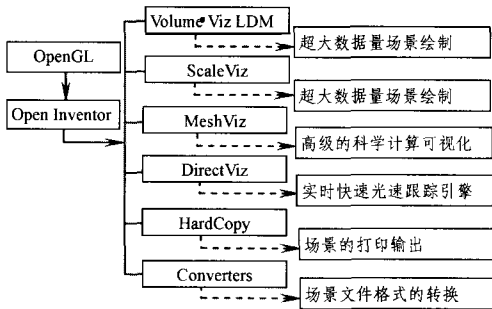 Volume Viz LDM
超大数据量场景绘制
OpenGL
ScaleViz
超大数据量场景绘制
Open Inventor
MeshViz
高级的科学计算可视化
DirectViz
实时快速光速跟踪引擎
HardCopy
场景的打印输出
Converters
场景文件格式的转换